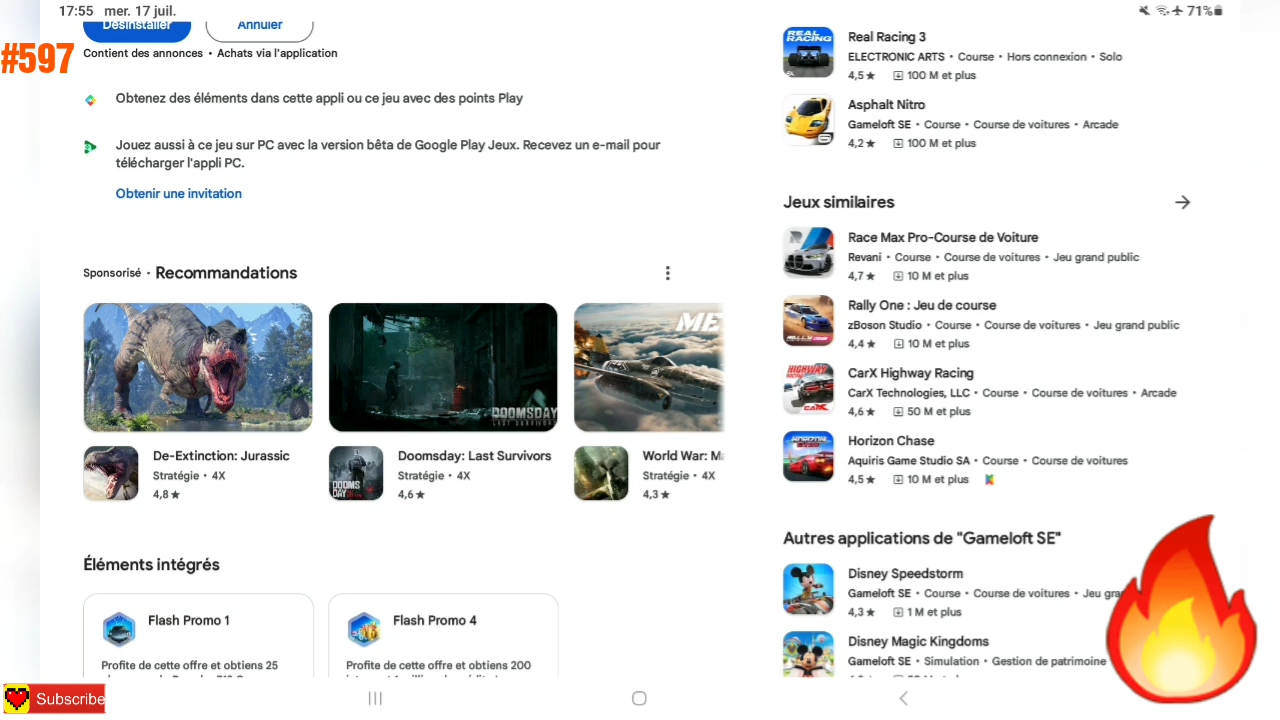 17:55 mer. 17 juil.
71%
#597
Désinstaller
Annuler
Contient des annonces • Achats via l'application
Obtenez des éléments dans cette appli ou ce jeu avec des points Play
Jouez aussi à ce jeu sur PC avec la version bêta de Google Play Jeux. Recevez un e-mail pour
télécharger l'appli PC.
Obtenir une invitation
Sponsorisé • Recommandations
DOOMSDAY
LAST SURVIVORS
ME
De-Extinction: Jurassic
Stratégie • 4X
4,8 ★
DOOMS
DAY
Doomsday: Last Survivors
Stratégie • 4X
4,6 ★
World War: Ma
Stratégie • 4X
4,3 ★
Éléments intégrés
Flash Promo 1
Profite de cette offre et obtiens 25
Flash Promo 4
Profite de cette offre et obtiens 200
REAL
RACING
Real Racing 3
ELECTRONIC ARTS • Course • Hors connexion • Solo
4,5 ★ 100 M et plus
Asphalt Nitro
Gameloft SE • Course • Course de voitures • Arcade
4,2 ★ 100 M et plus
Jeux similaires
Race Max Pro-Course de Voiture
Revani • Course • Course de voitures • Jeu grand public
4,7 ★ 10 M et plus
Rally One : Jeu de course
zBoson Studio • Course • Course de voitures • Jeu grand public
4,4 ★ 10 M et plus
HIGHWAY
CarX Highway Racing
CarX Technologies, LLC • Course • Course de voitures • Arcade
4,6 ★ 50 M et plus
Horizon Chase
Aquiris Game Studio SA • Course • Course de voitures
4,5 ★ 10 M et plus
Autres applications de "Gameloft SE"
Disney Speedstorm
Gameloft SE • Course • Course de voitures • Jeu gra
4,3 ★ 1 M et plus
Disney Magic Kingdoms
Gameloft SE • Simulation • Gestion de patrimoine
Subscribe